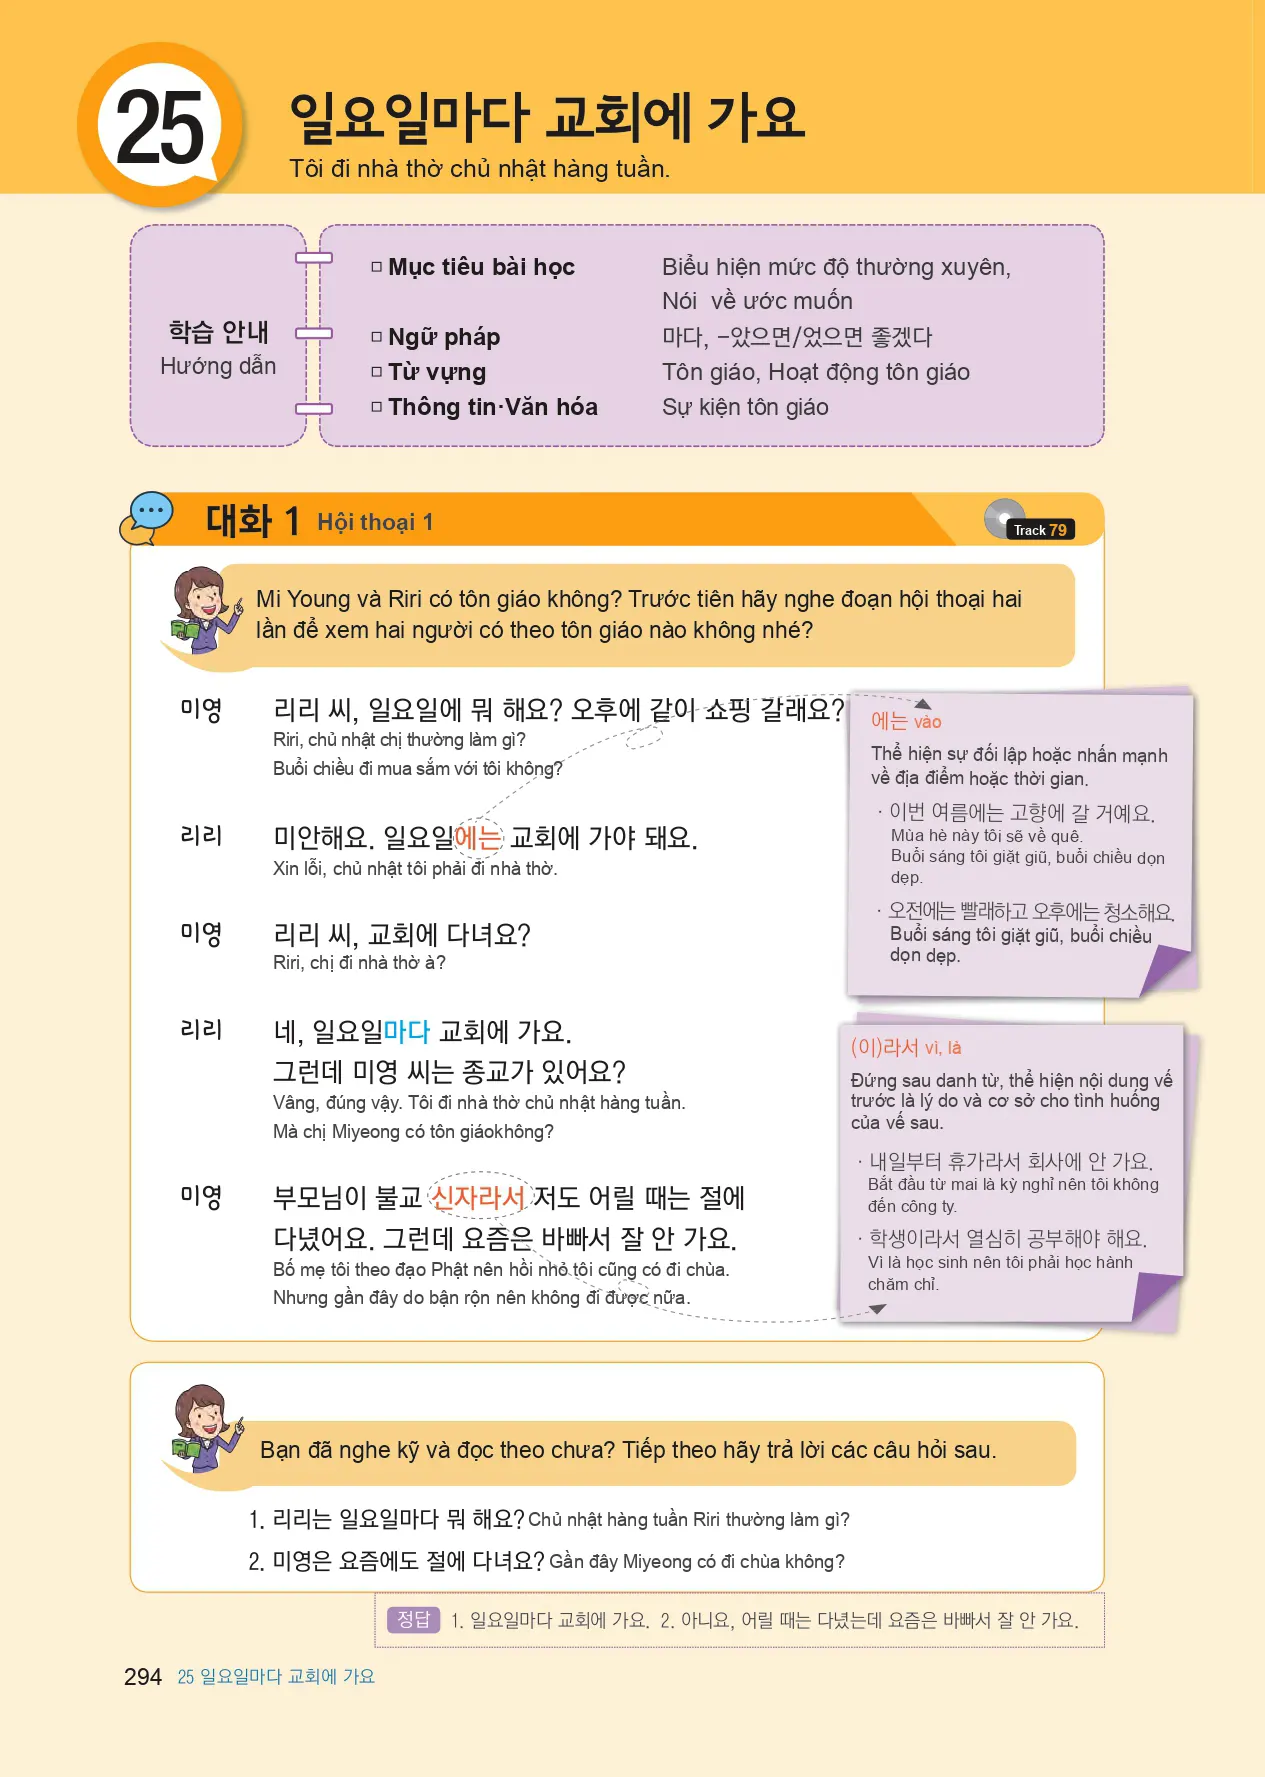 25
일요일마다 교회에 가요
Tôi đi nhà thờ chủ nhật hàng tuần.
학습 안내
Hướng dẫn
□ Mục tiêu bài học Biểu hiện mức độ thường xuyên,
Nói về ước muốn
□ Ngữ pháp 마다, -았으면/었으면 좋겠다
□ Từ vựng Tôn giáo, Hoạt động tôn giáo
□ Thông tin·Văn hóa Sự kiện tôn giáo
대화 1 Hội thoại 1
Track 79
Mi Young và Riri có tôn giáo không? Trước tiên hãy nghe đoạn hội thoại hai
lần để xem hai người có theo tôn giáo nào không nhé?
미영 리리 씨, 일요일에 뭐 해요? 오후에 같이 쇼핑 갈래요?
Riri, chủ nhật chị thường làm gì?
Buổi chiều đi mua sắm với tôi không?
리리 미안해요. 일요일에는 교회에 가야 돼요.
Xin lỗi, chủ nhật tôi phải đi nhà thờ.
미영 리리 씨, 교회에 다녀요?
Riri, chị đi nhà thờ à?
리리 네, 일요일마다 교회에 가요.
그런데 미영 씨는 종교가 있어요?
Vâng, đúng vậy. Tôi đi nhà thờ chủ nhật hàng tuần.
Mà chị Miyeong có tôn giáokhông?
미영 부모님이 불교 신자라서 저도 어릴 때는 절에
다녔어요. 그런데 요즘은 바빠서 잘 안 가요.
Bố mẹ tôi theo đạo Phật nên hồi nhỏ tôi cũng có đi chùa.
Nhưng gần đây do bận rộn nên không đi được nữa.
에는 vào
Thể hiện sự đối lập hoặc nhấn mạnh
về địa điểm hoặc thời gian.
· 이번 여름에는 고향에 갈 거예요.
Mùa hè này tôi sẽ về quê.
Buổi sáng tôi giặt giũ, buổi chiều dọn
dẹp.
· 오전에는 빨래하고 오후에는 청소해요.
Buổi sáng tôi giặt giũ, buổi chiều
dọn dẹp.
(이)라서 vì, là
Đứng sau danh từ, thể hiện nội dung vế
trước là lý do và cơ sở cho tình huống
của vế sau.
· 내일부터 휴가라서 회사에 안 가요.
Bắt đầu từ mai là kỳ nghỉ nên tôi không
đến công ty.
· 학생이라서 열심히 공부해야 해요.
Vì là học sinh nên tôi phải học hành
chăm chỉ.
Bạn đã nghe kỹ và đọc theo chưa? Tiếp theo hãy trả lời các câu hỏi sau.
1. 리리는 일요일마다 뭐 해요? Chủ nhật hàng tuần Riri thường làm gì?
2. 미영은 요즘에도 절에 다녀요? Gần đây Miyeong có đi chùa không?
정답 1. 일요일마다 교회에 가요. 2. 아니요, 어릴 때는 다녔는데 요즘은 바빠서 잘 안 가요.
294 25 일요일마다 교회에 가요